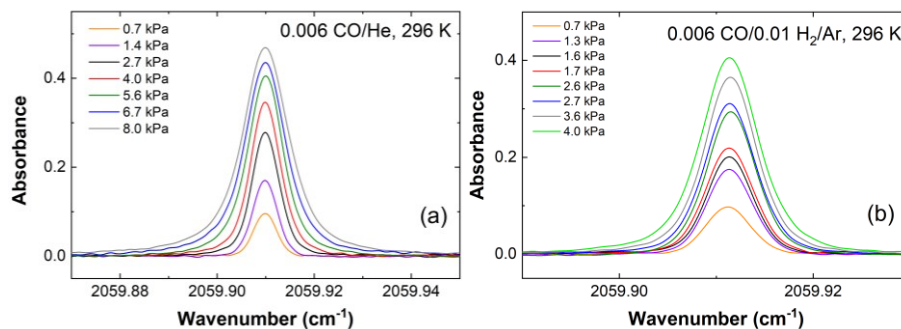 (a)
0.006 CO/He, 296 K
0.7 kPa
1.4 kPa
2.7 kPa
4.0 kPa
5.6 kPa
6.7 kPa
8.0 kPa
Absorbance
0.4
0.2
0.0
2059.88 2059.90 2059.92 2059.94
Wavenumber (cm⁻¹)
(b)
0.006 CO/0.01 H₂/Ar, 296 K
0.7 kPa
1.3 kPa
1.6 kPa
1.7 kPa
2.6 kPa
2.7 kPa
3.6 kPa
4.0 kPa
Absorbance
0.4
0.2
0.0
2059.90 2059.92
Wavenumber (cm⁻¹)